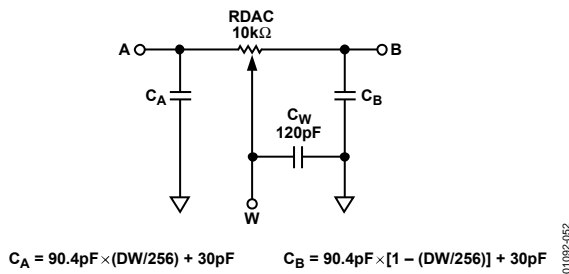 RDAC
10kΩ
A
B
C_A
C_B
C_W
120pF
W
C_A = 90.4pF×(DW/256) + 30pF
C_B = 90.4pF×[1 – (DW/256)] + 30pF
01092-052